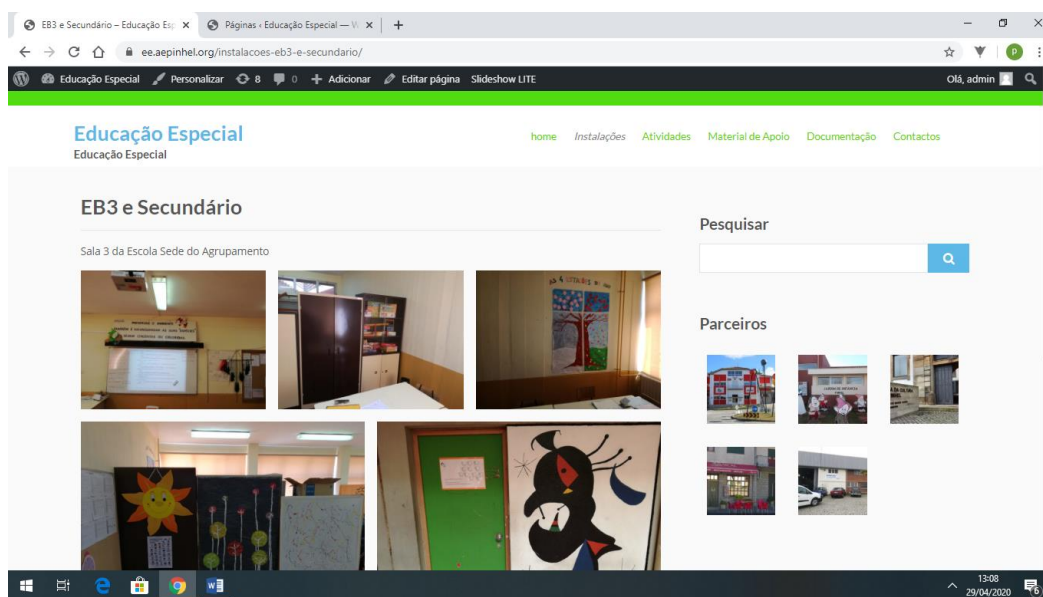 EB3 e Secundário – Educação Esp
Páginas ‹ Educação Especial — W
ee.aepinhel.org/instalacoes-eb3-e-secundario/
p
Educação Especial Personalizar 8 0 Adicionar Editar página Slideshow LITE Olá, admin
Educação Especial
Educação Especial
home Instalações Atividades Material de Apoio Documentação Contactos
EB3 e Secundário
Sala 3 da Escola Sede do Agrupamento
Pesquisar
Parceiros
13:08
29/04/2020
6